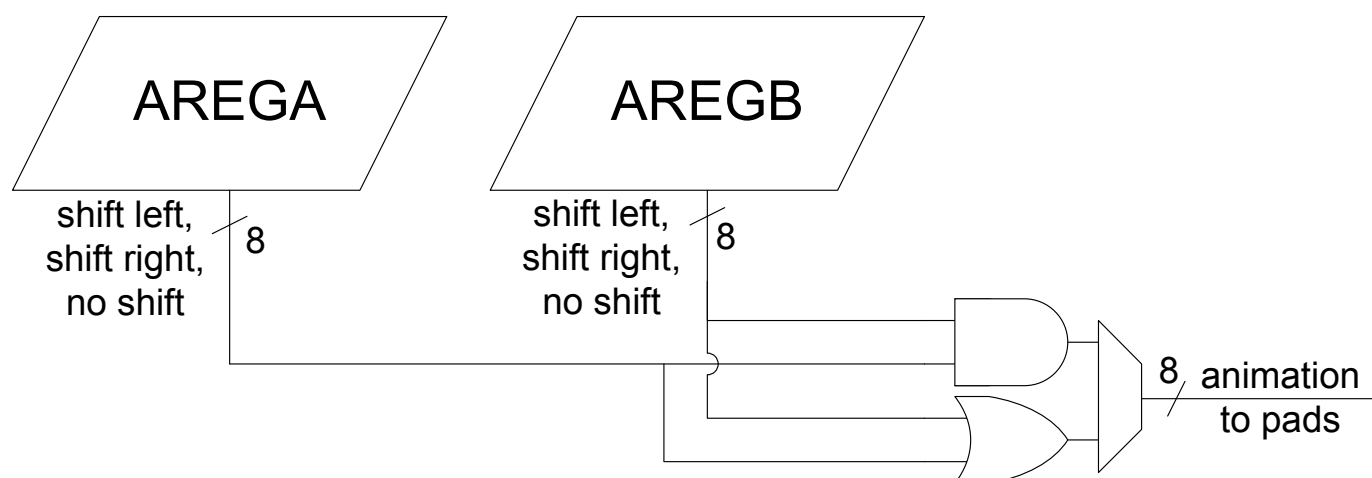 AREGA
AREGB
shift left,
shift right,
no shift
8
shift left,
shift right,
no shift
8
8
animation
to pads